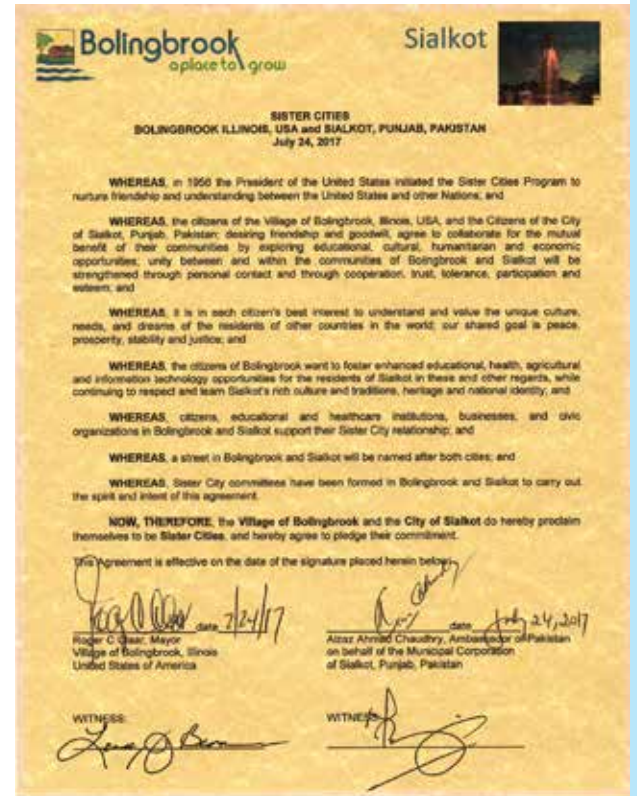 Bolingbrook
a place to grow
Sialkot
SISTER CITIES
BOLINGBROOK ILLINOIS, USA and SIALKOT, PUNJAB, PAKISTAN
July 24, 2017
WHEREAS, in 1956 the President of the United States initiated the Sister Cities Program to
nurture friendship and understanding between the United States and other Nations; and
WHEREAS, the citizens of the Village of Bolingbrook, Illinois, USA, and the Citizens of the City
of Sialkot, Punjab, Pakistan; desiring friendship and goodwill, agree to collaborate for the mutual
benefit of their communities by exploring educational, cultural, humanitarian and economic
opportunities; unity between and within the communities of Bolingbrook and Sialkot will be
strengthened through personal contact and through cooperation, trust, tolerance, participation and
esteem; and
WHEREAS, it is in each citizen's best interest to understand and value the unique culture,
needs, and dreams of the residents of other countries in the world; our shared goal is peace,
prosperity, stability and justice; and
WHEREAS, the citizens of Bolingbrook want to foster enhanced educational, health, agricultural
and information technology opportunities for the residents of Sialkot in these and other regards, while
continuing to respect and learn Sialkot's rich culture and traditions, heritage and national identity; and
WHEREAS, citizens, educational and healthcare institutions, businesses, and civic
organizations in Bolingbrook and Sialkot support their Sister City relationship; and
WHEREAS, a street in Bolingbrook and Sialkot will be named after both cities; and
WHEREAS, Sister City committees have been formed in Bolingbrook and Sialkot to carry out
the spirit and intent of this agreement.
NOW, THEREFORE, the Village of Bolingbrook and the City of Sialkot do hereby proclaim
themselves to be Sister Cities, and hereby agree to pledge their commitment.
This Agreement is effective on the date of the signature placed herein below.
date 7/24/17
date July 24, 2017
Roger C Claar, Mayor
Village of Bolingbrook, Illinois
United States of America
Aizaz Ahmad Chaudhry, Ambassador of Pakistan
on behalf of the Municipal Corporation
of Sialkot, Punjab, Pakistan
WITNESS:
WITNESS: